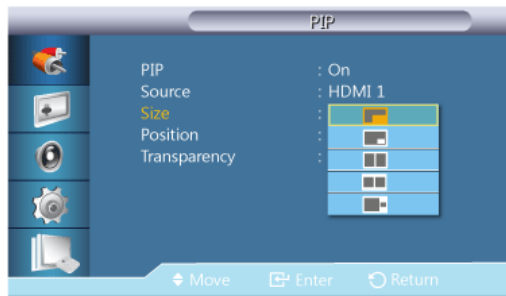 PIP
PIP : On
Source : HDMI 1
Size :
Position :
Transparency :
Move Enter Return